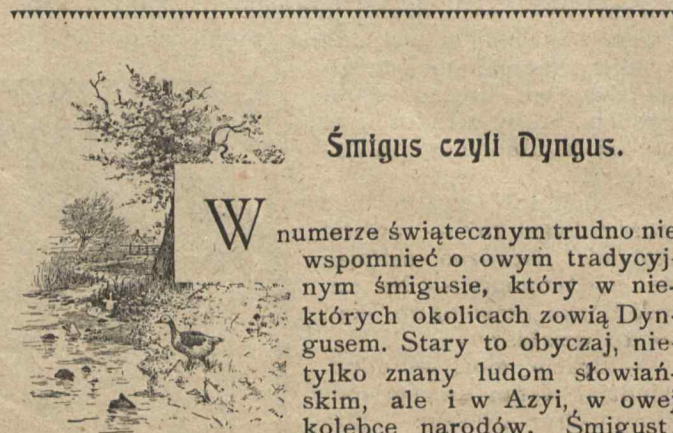 Śmigus czyli Dyngus.
W numerze świątecznym trudno nie
wspomnieć o owym tradycyj-
nym śmigusie, który w nie-
których okolicach zowią Dyn-
gusem. Stary to obyczaj, nie-
tylko znany ludom słowiań-
skim, ale i w Azyi, w owej
kolebce narodów. Śmigust